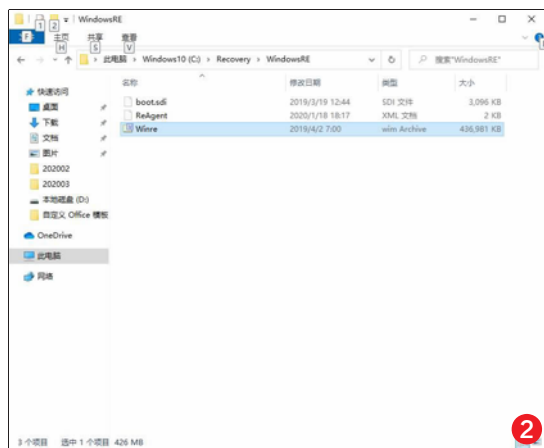 WindowsRE
1 2
F 主页 共享 查看
H S V
此电脑 › Windows10 (C:) › Recovery › WindowsRE
搜索"WindowsRE"
名称 修改日期 类型 大小
快速访问
桌面
下载
文档
图片
202002
202003
本地磁盘 (D:)
自定义 Office 模板
OneDrive
此电脑
网络
boot.sdi 2019/3/19 12:44 SDI 文件 3,096 KB
ReAgent 2020/1/18 18:17 XML 文档 2 KB
Winre 2019/4/2 7:00 wim Archive 436,981 KB
3 个项目 选中 1 个项目 426 MB
2